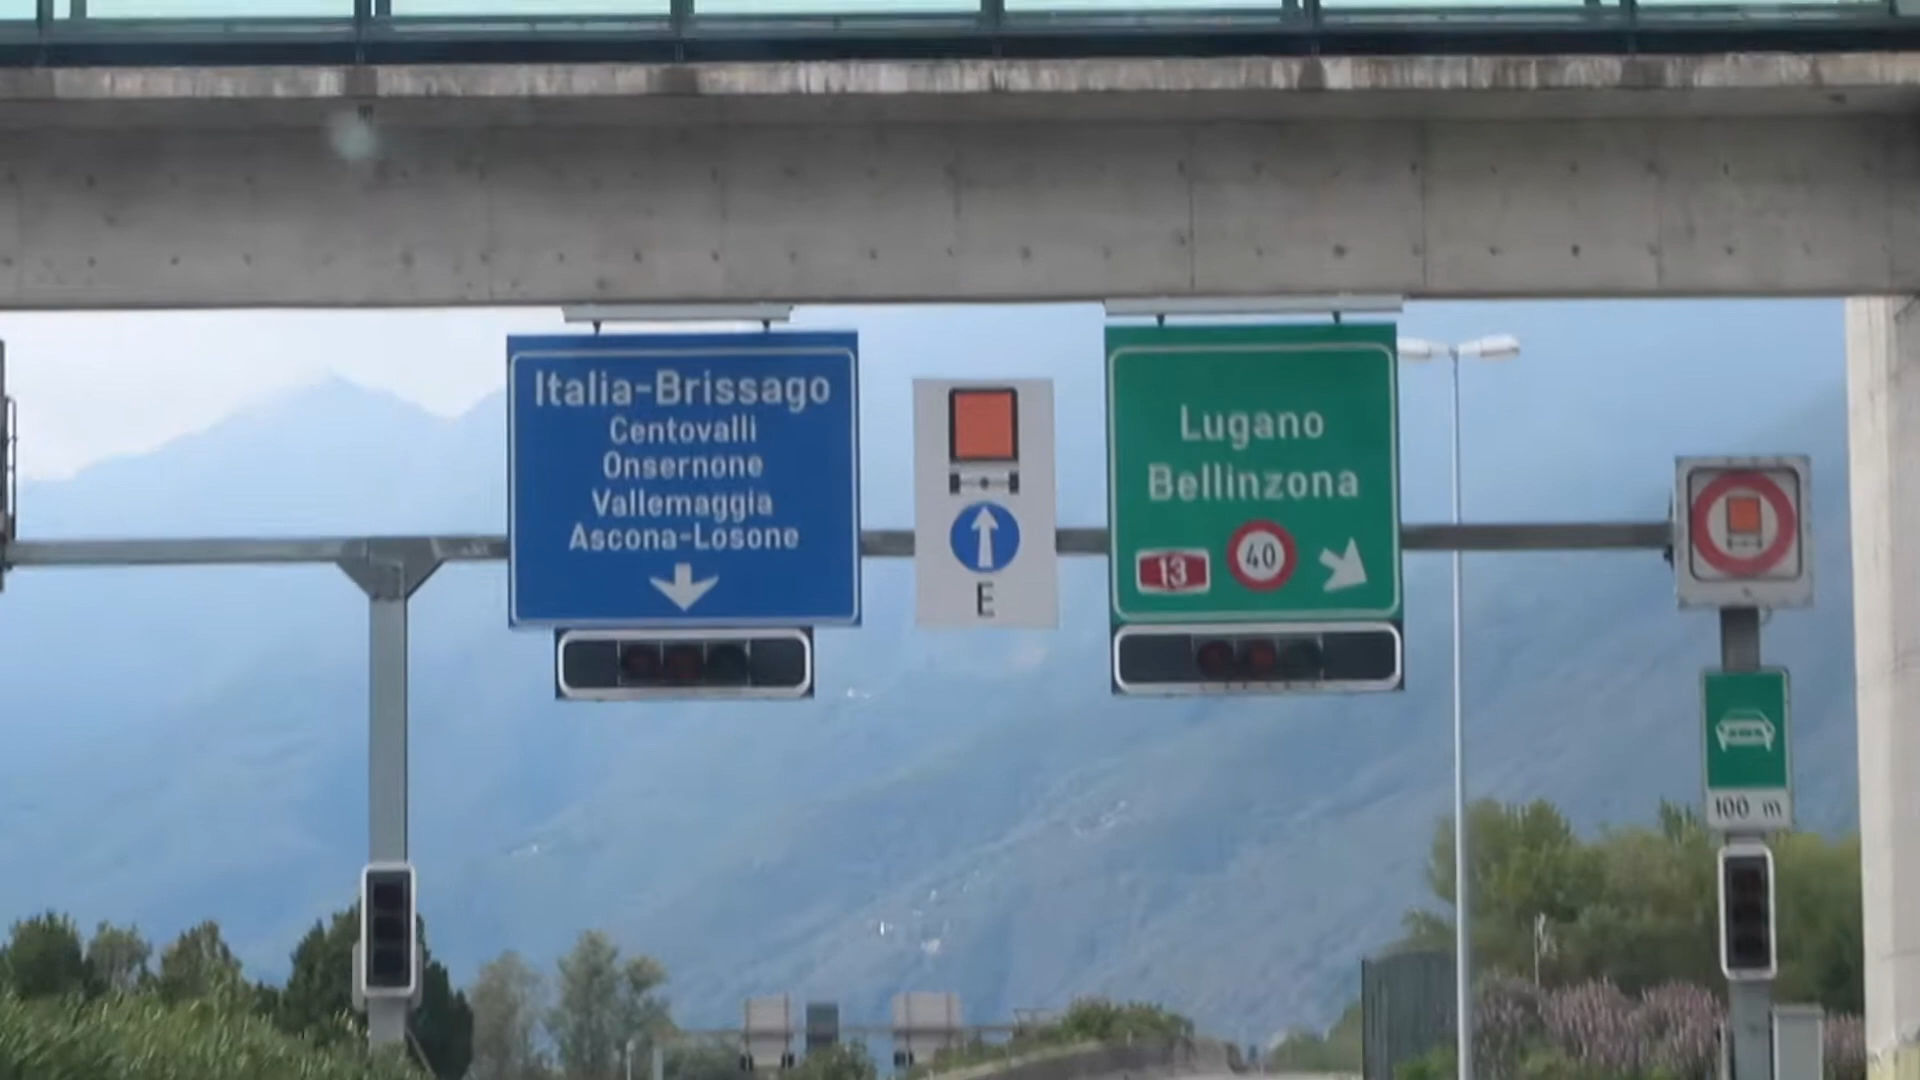 Italia-Brissago
Centovalli
Onsernone
Vallemaggia
Ascona-Losone
E
Lugano
Bellinzona
13
40
100 m